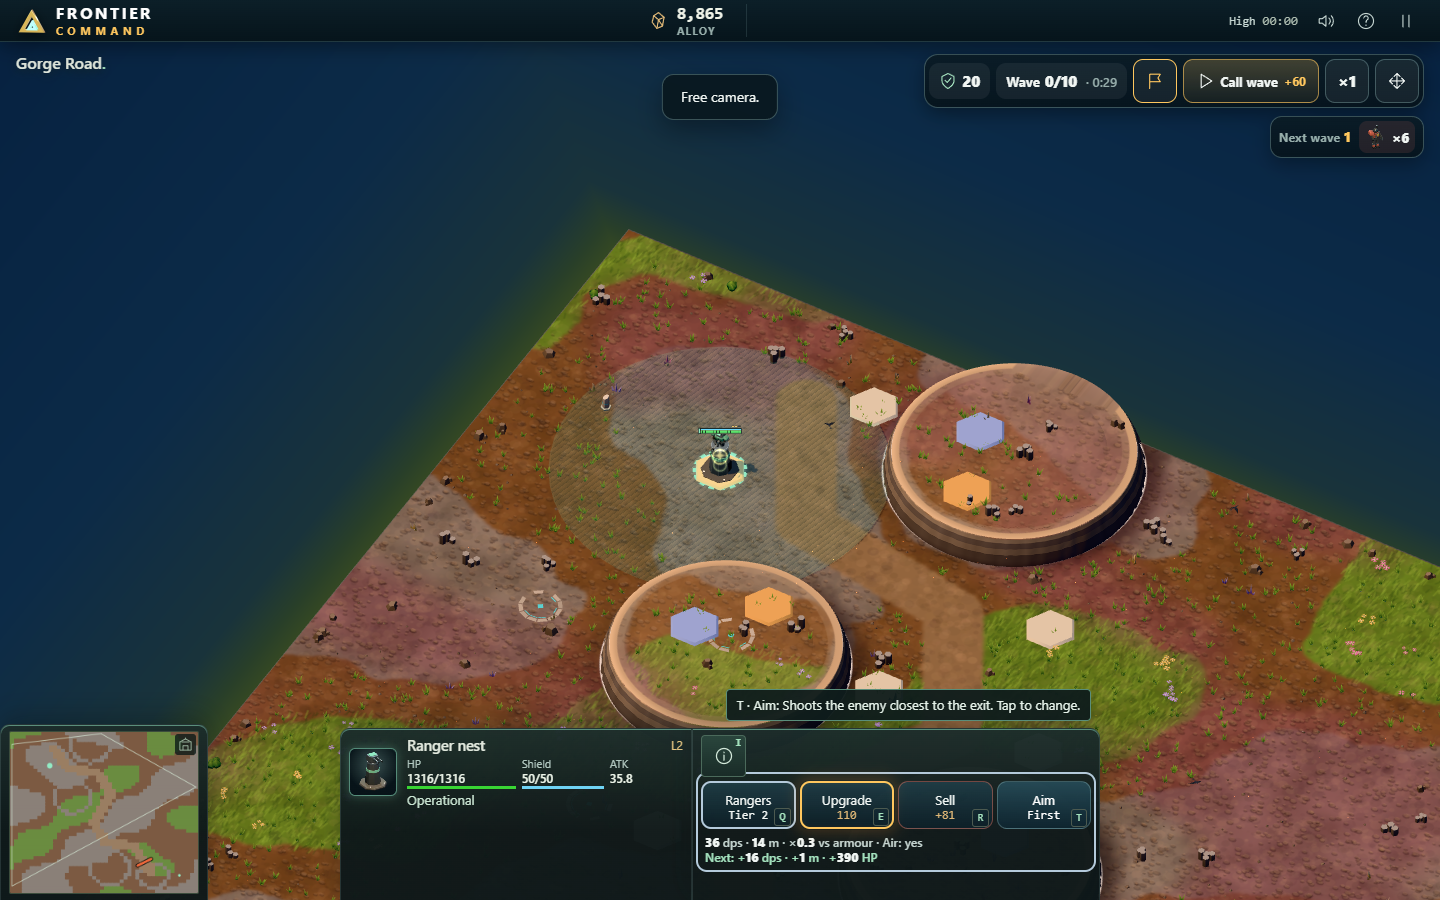 FRONTIER
COMMAND
8,865
ALLOY
High 00:00
Gorge Road.
Free camera.
20
Wave 0/10 · 0:29
Call wave +60
×1
Next wave 1 ×6
T · Aim: Shoots the enemy closest to the exit. Tap to change.
Ranger nest L2
HP Shield ATK
1316/1316 50/50 35.8
Operational
I
Rangers
Tier 2 Q
Upgrade
110 E
Sell
+81 R
Aim
First T
36 dps · 14 m · ×0.3 vs armour · Air: yes
Next: +16 dps · +1 m · +390 HP